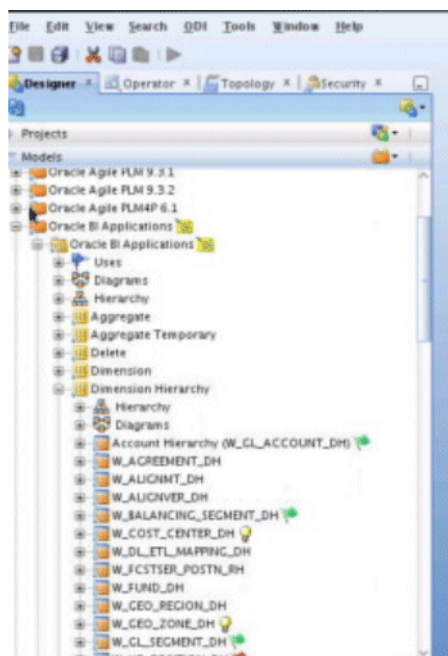 File Edit View Search ODI Tools Window Help
Designer × Operator × Topology × Security ×
Projects
Models
Oracle Agile PLM 9.3.1
Oracle Agile PLM 9.3.2
Oracle Agile PLM4P 6.1
Oracle BI Applications
Oracle BI Applications
Uses
Diagrams
Hierarchy
Aggregate
Aggregate Temporary
Delete
Dimension
Dimension Hierarchy
Hierarchy
Diagrams
Account Hierarchy (W_GL_ACCOUNT_DH)
W_AGREEMENT_DH
W_ALIGNMT_DH
W_ALIGNVER_DH
W_BALANCING_SEGMENT_DH
W_COST_CENTER_DH
W_DL_ETL_MAPPING_DH
W_FCSTSER_POSTN_RH
W_FUND_DH
W_GEO_REGION_DH
W_GEO_ZONE_DH
W_GL_SEGMENT_DH